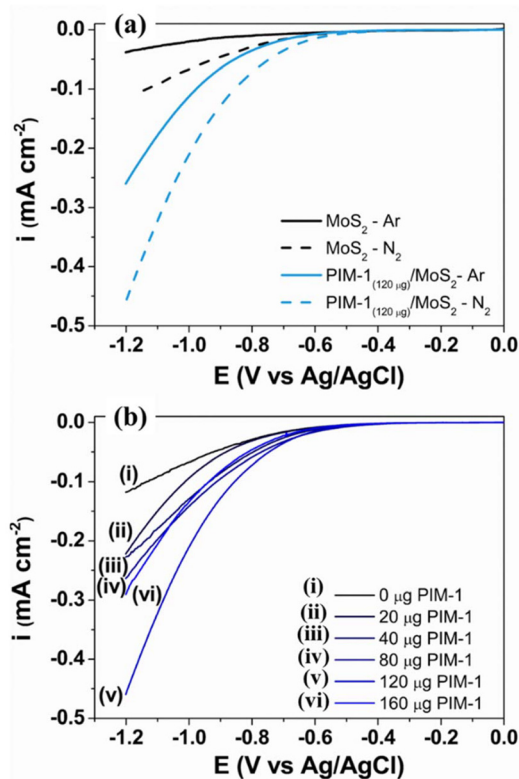 (a)
0.0
-0.1
-0.2
-0.3
-0.4
-0.5
i (mA cm⁻²)
MoS₂ - Ar
MoS₂ - N₂
PIM-1₍₁₂₀ μg₎/MoS₂- Ar
PIM-1₍₁₂₀ μg₎/MoS₂ - N₂
-1.2 -1.0 -0.8 -0.6 -0.4 -0.2 0.0
E (V vs Ag/AgCl)
(b)
0.0
-0.1
-0.2
-0.3
-0.4
-0.5
i (mA cm⁻²)
(i)
(ii)
(iii)
(iv) (vi)
(v)
(i) 0 μg PIM-1
(ii) 20 μg PIM-1
(iii) 40 μg PIM-1
(iv) 80 μg PIM-1
(v) 120 μg PIM-1
(vi) 160 μg PIM-1
-1.2 -1.0 -0.8 -0.6 -0.4 -0.2 0.0
E (V vs Ag/AgCl)